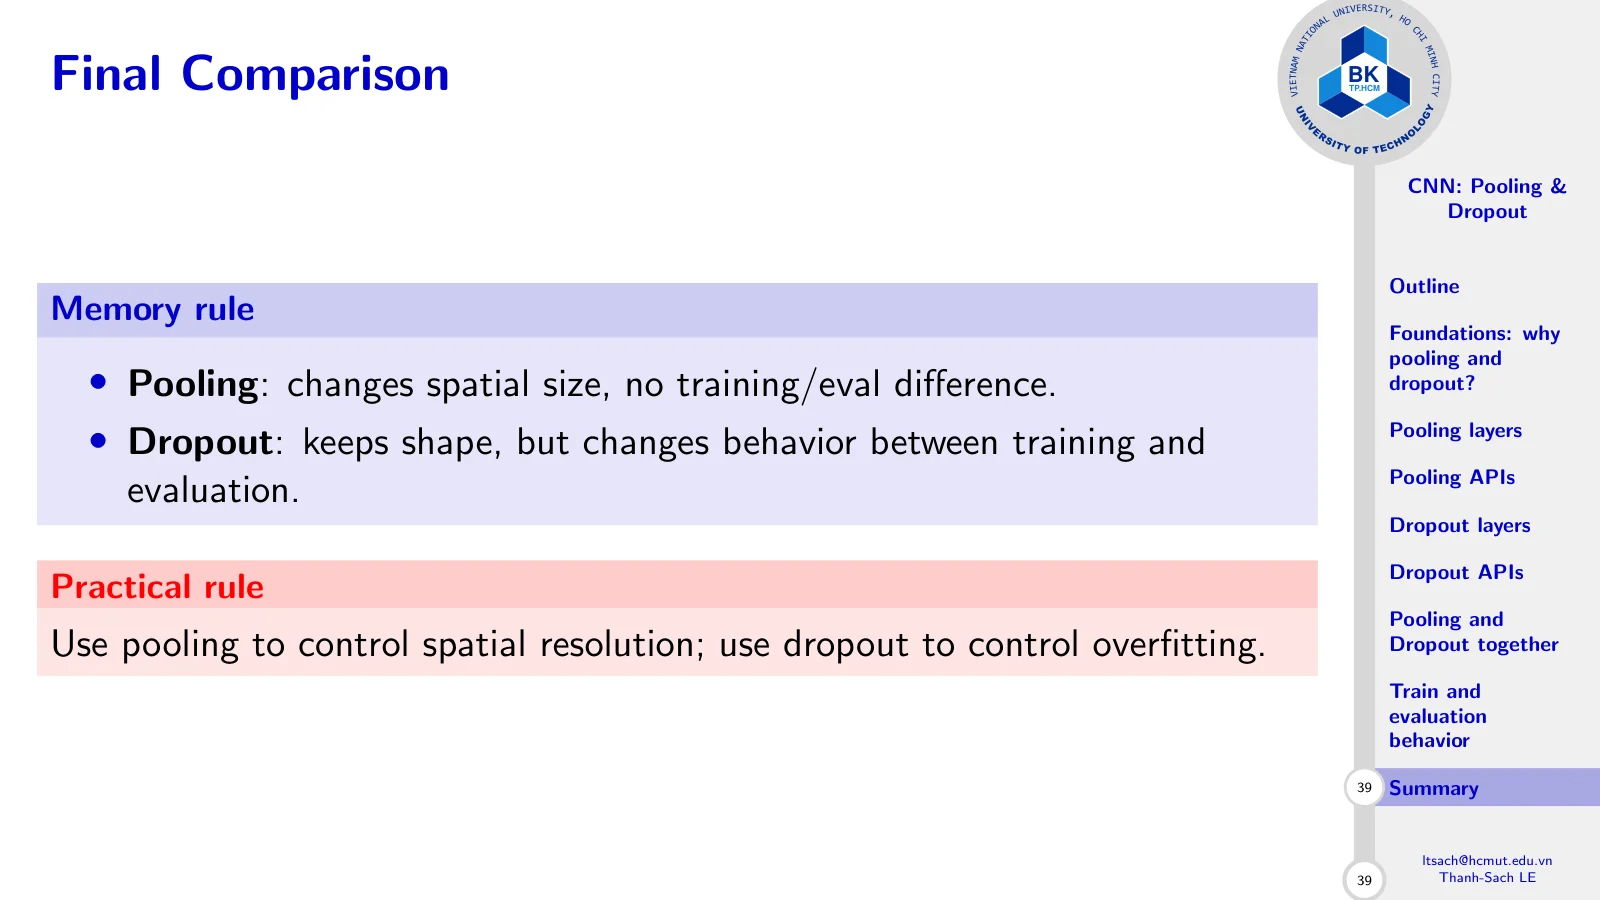 Final Comparison
Memory rule
• Pooling: changes spatial size, no training/eval difference.
• Dropout: keeps shape, but changes behavior between training and
evaluation.
Practical rule
Use pooling to control spatial resolution; use dropout to control overfitting.
VIETNAM NATIONAL UNIVERSITY, HO CHI MINH CITY
BK
TP.HCM
UNIVERSITY OF TECHNOLOGY
CNN: Pooling &
Dropout
Outline
Foundations: why
pooling and
dropout?
Pooling layers
Pooling APIs
Dropout layers
Dropout APIs
Pooling and
Dropout together
Train and
evaluation
behavior
39 Summary
ltsach@hcmut.edu.vn
Thanh-Sach LE
39